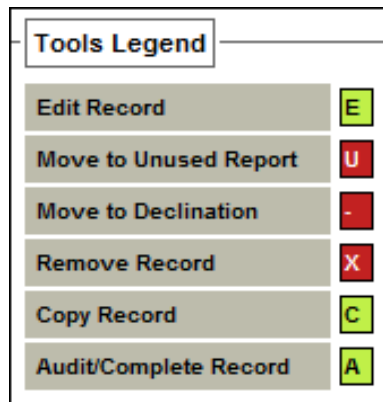 Tools Legend
Edit Record E
Move to Unused Report U
Move to Declination -
Remove Record X
Copy Record C
Audit/Complete Record A